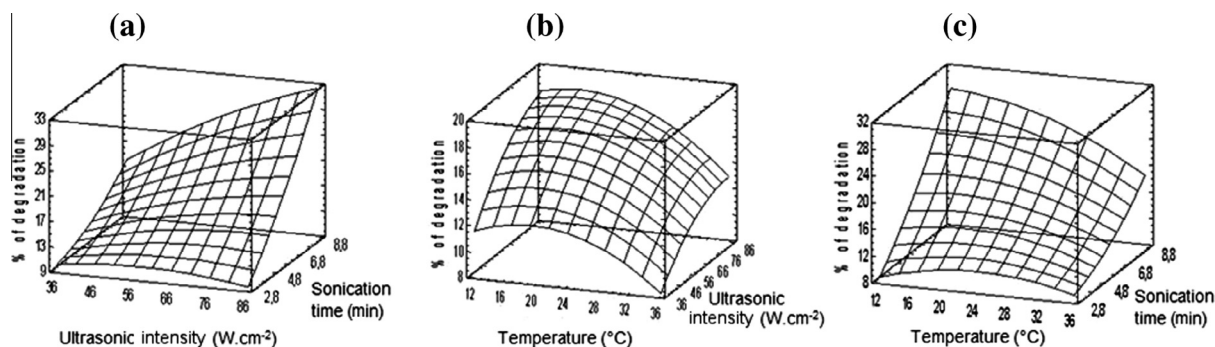 (a)
(b)
(c)
% of degradation
33
29
25
21
17
13
9
36 46 56 66 76 86
2,8 4,8 6,8 8,8
Ultrasonic intensity (W.cm-2)
Sonication
time (min)
% of degradation
20
18
16
14
12
10
8
12 16 20 24 28 32 36
36 46 56 66 76 86
Temperature (°C)
Ultrasonic
intensity (W.cm-2)
% of degradation
32
28
24
20
16
12
8
12 16 20 24 28 32 36
2,8 4,8 6,8 8,8
Temperature (°C)
Sonication
time (min)